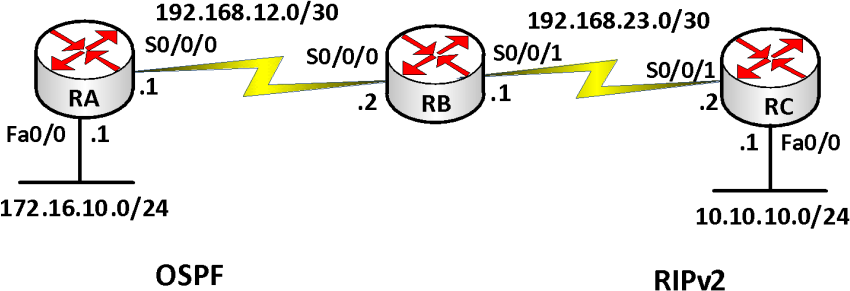 192.168.12.0/30
192.168.23.0/30
S0/0/0
S0/0/0
S0/0/1
S0/0/1
RA
.1
.2
RB
.1
.2
RC
Fa0/0
.1
.1
Fa0/0
172.16.10.0/24
10.10.10.0/24
OSPF
RIPv2